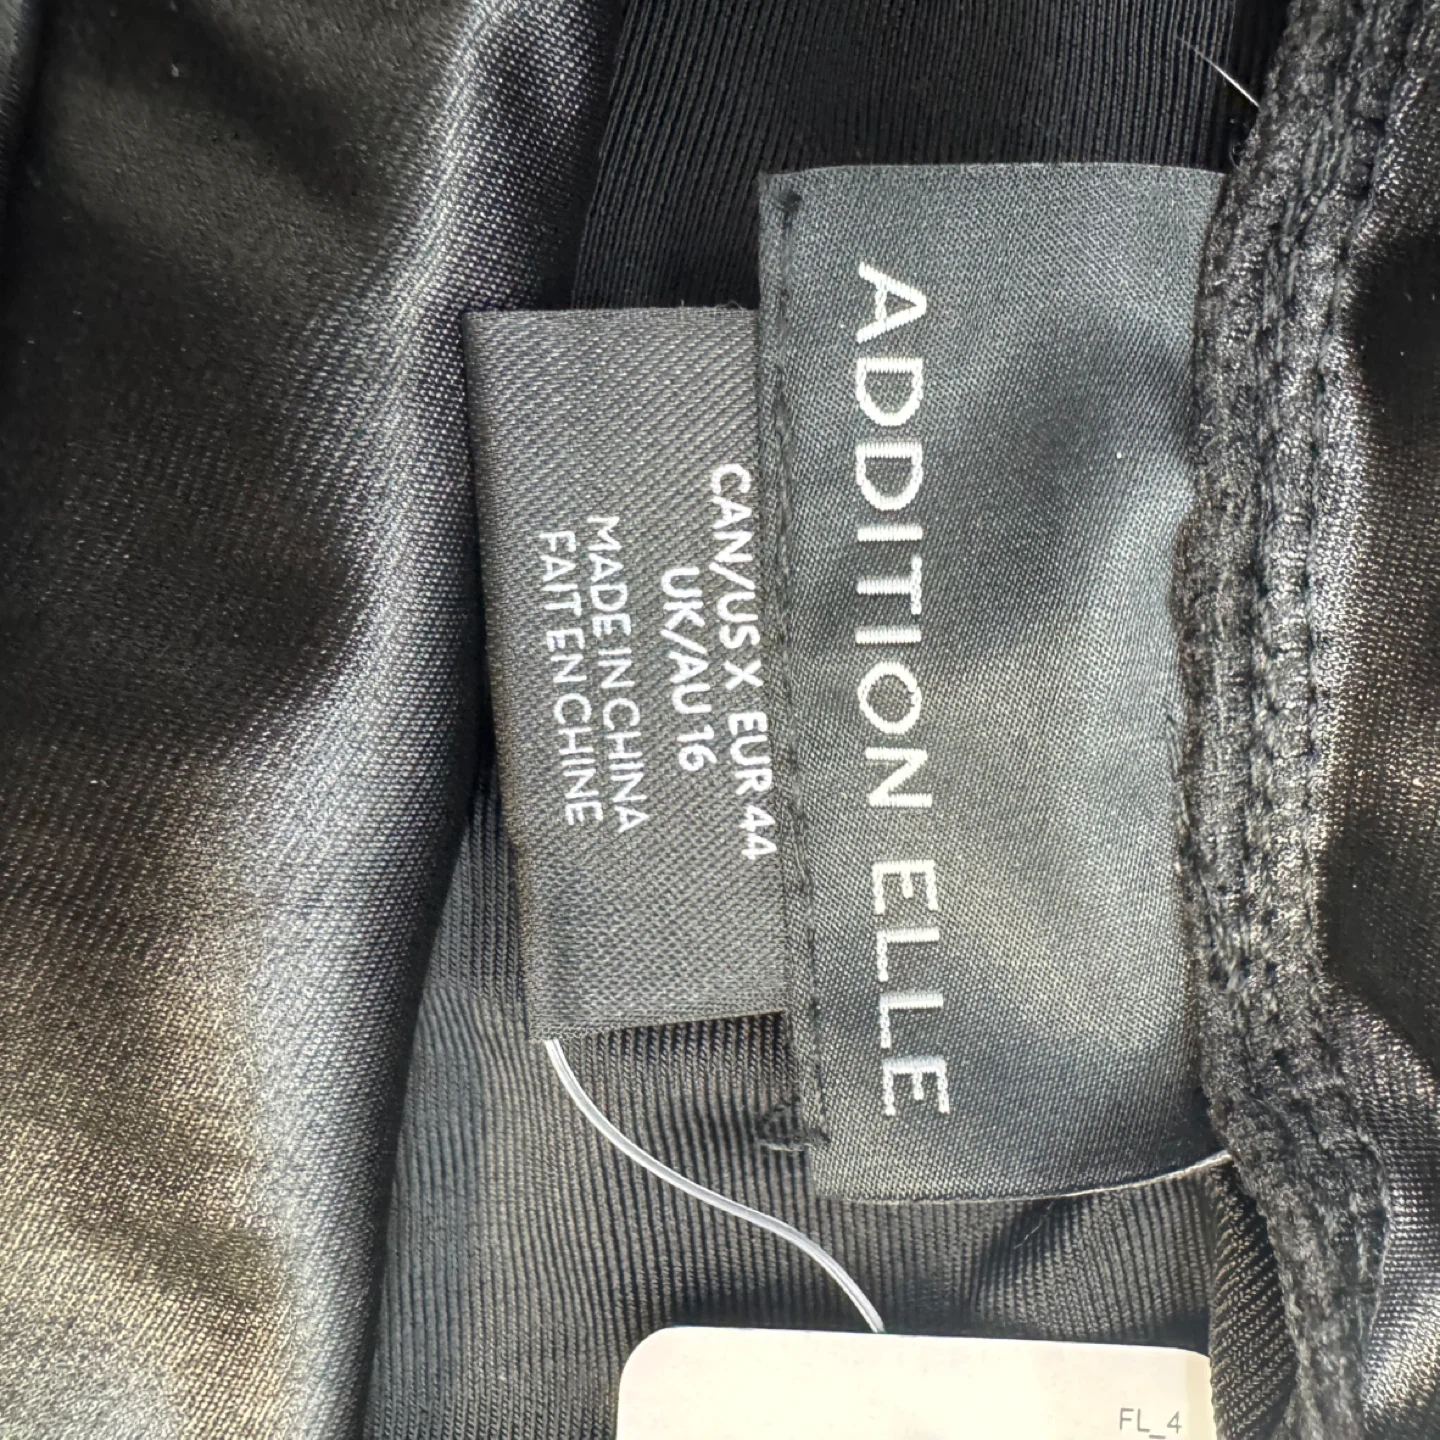 ADDITION ELLE
CAN/US X EUR 44
UK/AU 16
MADE IN CHINA
FAIT EN CHINE
FL_4